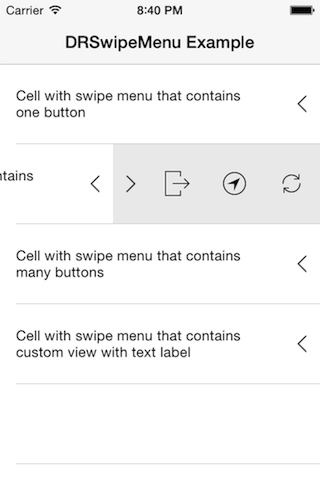 Carrier 8:40 PM
DRSwipeMenu Example
Cell with swipe menu that contains
one button
Cell with swipe menu that contains
many buttons
Cell with swipe menu that contains
custom view with text label